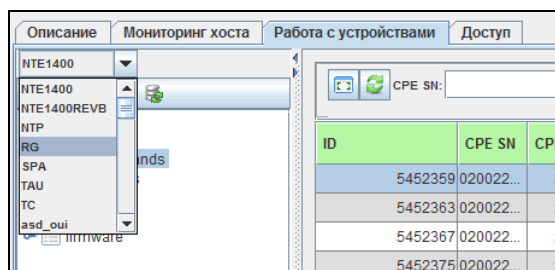 Описание Мониторинг хоста Работа с устройствами Доступ
NTE1400
NTE1400
NTE1400REVB
NTP
RG
SPA
TAU
TC
asd_oui
ands
firmware
CPE SN:
ID CPE SN CP
5452359 020022...
5452363 020022...
5452367 020022...
5452375 020022...